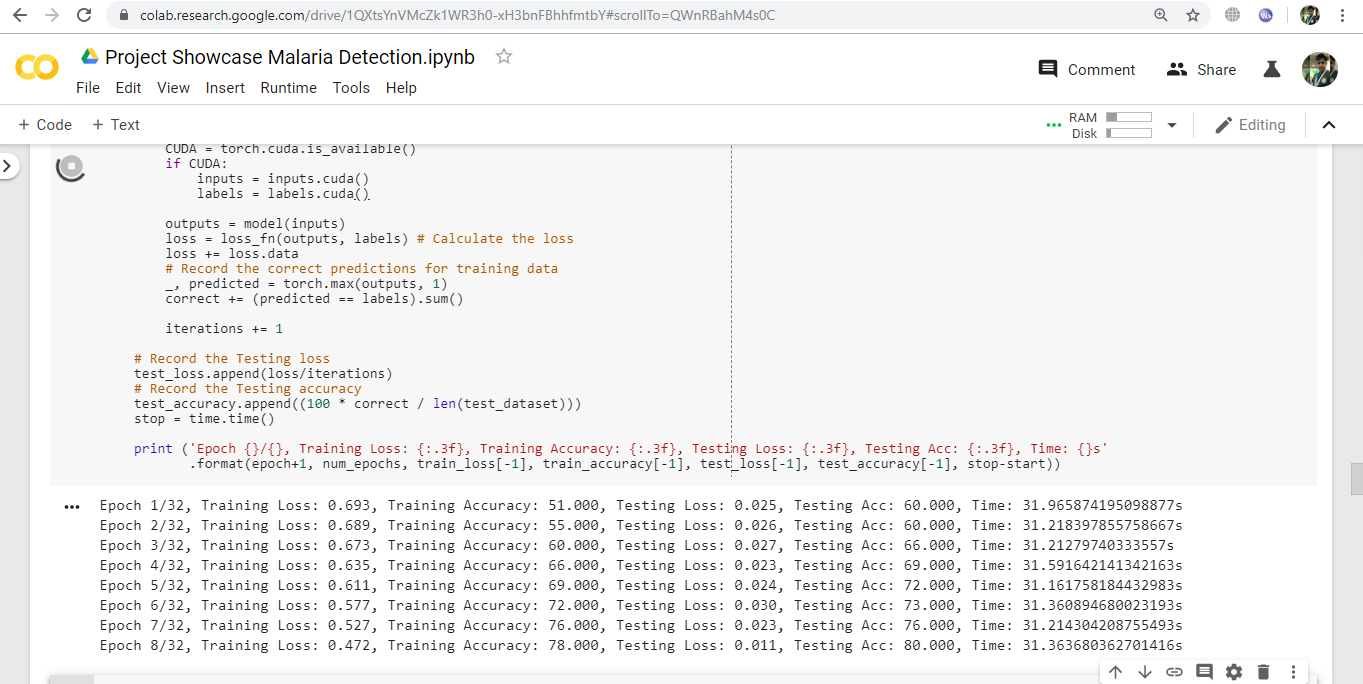 colab.research.google.com/drive/1QXtsYnVMcZk1WR3h0-xH3bnFBhhfmtbY#scrollTo=QWnRBahM4s0C
Ws
Project Showcase Malaria Detection.ipynb
File Edit View Insert Runtime Tools Help
Comment
Share
+ Code + Text
RAM
Disk
Editing
CUDA = torch.cuda.is_available()
if CUDA:
inputs = inputs.cuda()
labels = labels.cuda()
outputs = model(inputs)
loss = loss_fn(outputs, labels) # Calculate the loss
loss += loss.data
# Record the correct predictions for training data
_, predicted = torch.max(outputs, 1)
correct += (predicted == labels).sum()
iterations += 1
# Record the Testing loss
test_loss.append(loss/iterations)
# Record the Testing accuracy
test_accuracy.append((100 * correct / len(test_dataset)))
stop = time.time()
print ('Epoch {}/{}, Training Loss: {:.3f}, Training Accuracy: {:.3f}, Testing Loss: {:.3f}, Testing Acc: {:.3f}, Time: {}s'
.format(epoch+1, num_epochs, train_loss[-1], train_accuracy[-1], test_loss[-1], test_accuracy[-1], stop-start))
Epoch 1/32, Training Loss: 0.693, Training Accuracy: 51.000, Testing Loss: 0.025, Testing Acc: 60.000, Time: 31.965874195098877s
Epoch 2/32, Training Loss: 0.689, Training Accuracy: 55.000, Testing Loss: 0.026, Testing Acc: 60.000, Time: 31.218397855758667s
Epoch 3/32, Training Loss: 0.673, Training Accuracy: 60.000, Testing Loss: 0.027, Testing Acc: 66.000, Time: 31.21279740333557s
Epoch 4/32, Training Loss: 0.635, Training Accuracy: 66.000, Testing Loss: 0.023, Testing Acc: 69.000, Time: 31.591642141342163s
Epoch 5/32, Training Loss: 0.611, Training Accuracy: 69.000, Testing Loss: 0.024, Testing Acc: 72.000, Time: 31.161758184432983s
Epoch 6/32, Training Loss: 0.577, Training Accuracy: 72.000, Testing Loss: 0.030, Testing Acc: 73.000, Time: 31.360894680023193s
Epoch 7/32, Training Loss: 0.527, Training Accuracy: 76.000, Testing Loss: 0.023, Testing Acc: 76.000, Time: 31.214304208755493s
Epoch 8/32, Training Loss: 0.472, Training Accuracy: 78.000, Testing Loss: 0.011, Testing Acc: 80.000, Time: 31.363680362701416s